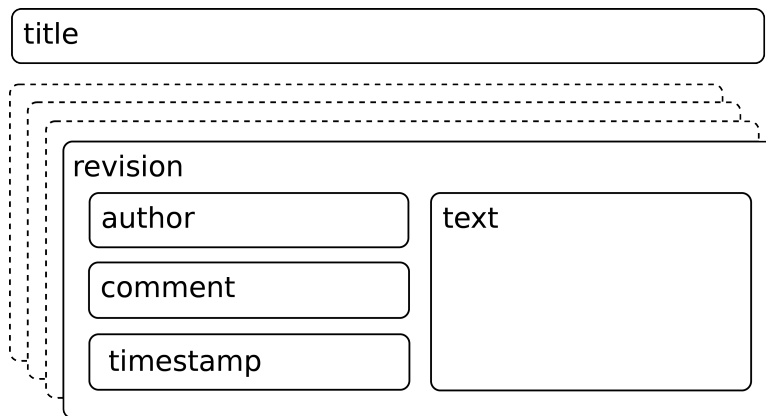 title
revision
author
comment
timestamp
text